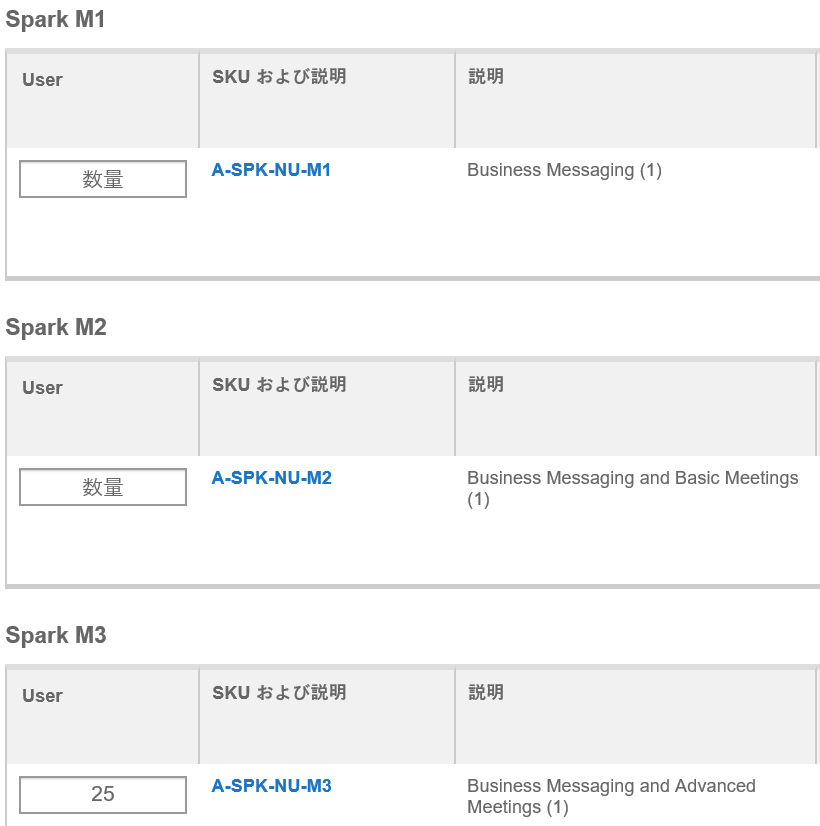 Spark M1
User
SKU および説明
説明
数量
A-SPK-NU-M1
Business Messaging (1)
Spark M2
User
SKU および説明
説明
数量
A-SPK-NU-M2
Business Messaging and Basic Meetings
(1)
Spark M3
User
SKU および説明
説明
25
A-SPK-NU-M3
Business Messaging and Advanced
Meetings (1)